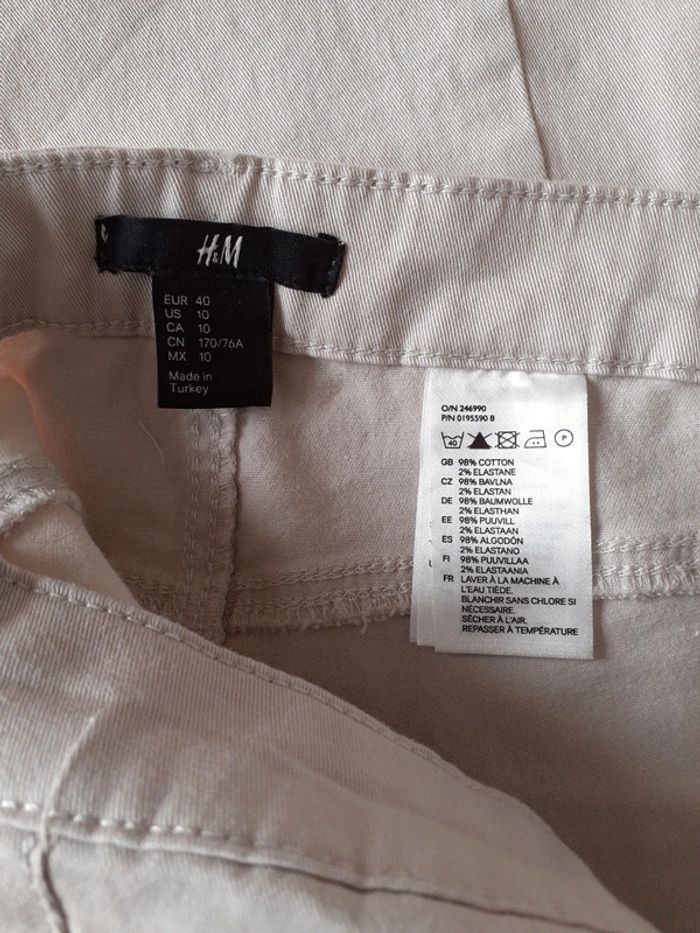 H&M
EUR 40
US 10
CA 10
CN 170/76A
MX 10
Made in
Turkey
O/N 246990
P/N 0195590 8
40
P
GB 98% COTTON
2% ELASTANE
CZ 98% BAVLNA
2% ELASTAN
DE 98% BAUMWOLLE
2% ELASTHAN
EE 98% PUUVILL
2% ELASTAAN
ES 98% ALGODÓN
2% ELASTANO
FI 98% PUUVILLAA
2% ELASTAANIA
FR LAVER À LA MACHINE À
L'EAU TIÈDE.
BLANCHIR SANS CHLORE SI
NÉCESSAIRE.
SÉCHER À L'AIR.
REPASSER À TEMPÉRATURE